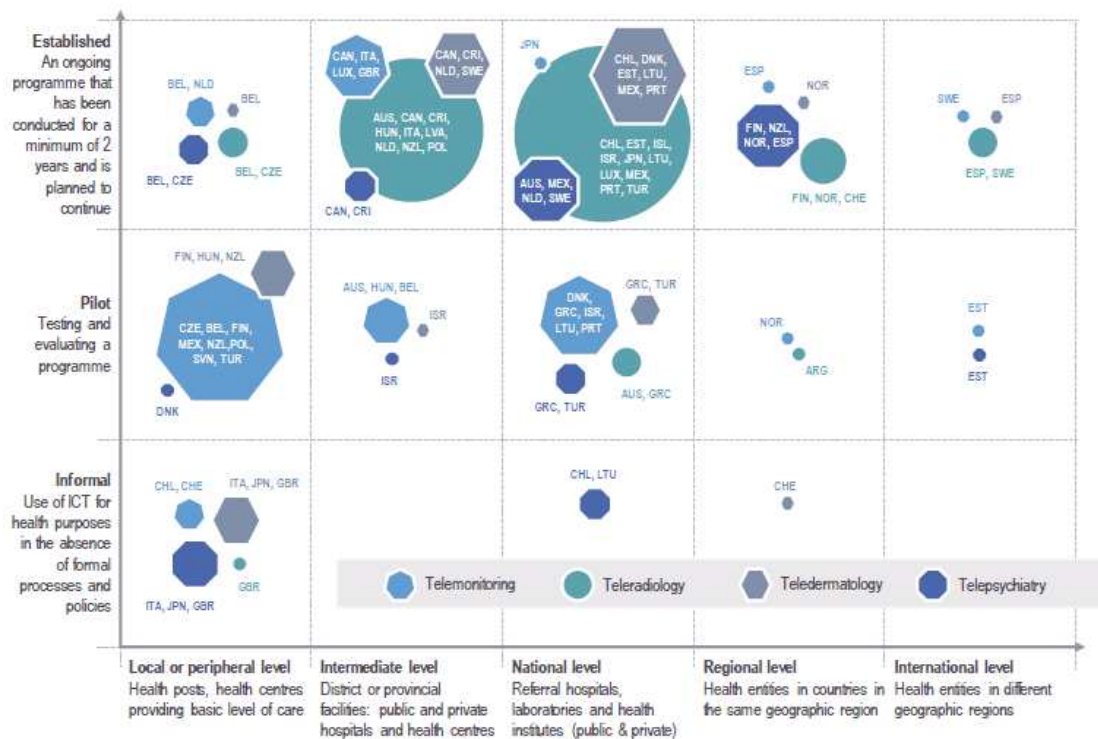 Established
An ongoing
programme that
has been
conducted for a
minimum of 2
years and is
planned to
continue
BEL, NLD
BEL
BEL, CZE
BEL, CZE
CAN, ITA,
LUX, GBR
CAN, CRI,
NLD, SWE
AUS, CAN, CRI,
HUN, ITA, LVA,
NLD, NZL, POL
CAN, CRI
JPN
CHL, DNK,
EST, LTU,
MEX, PRT
CHL, EST, ISL,
ISR, JPN, LTU,
LUX, MEX,
PRT, TUR
AUS, MEX,
NLD, SWE
ESP
NOR
FIN, NZL,
NOR, ESP
FIN, NOR, CHE
SWE
ESP
ESP, SWE
Pilot
Testing and
evaluating a
programme
FIN, HUN, NZL
CZE, BEL, FIN,
MEX, NZL,POL,
SVN, TUR
DNK
AUS, HUN, BEL
ISR
ISR
DNK,
GRC, ISR,
LTU, PRT
GRC, TUR
GRC, TUR
AUS, GRC
NOR
ARG
EST
EST
Informal
Use of ICT for
health purposes
in the absence
of formal
processes and
policies
CHL, CHE
ITA, JPN, GBR
GBR
ITA, JPN, GBR
CHL, LTU
CHE
Telemonitoring
Teleradiology
Teledermatology
Telepsychiatry
Local or peripheral level
Health posts, health centres
providing basic level of care
Intermediate level
District or provincial
facilities: public and private
hospitals and health centres
National level
Referral hospitals,
laboratories and health
institutes (public & private)
Regional level
Health entities in countries in
the same geographic region
International level
Health entities in different
geographic regions